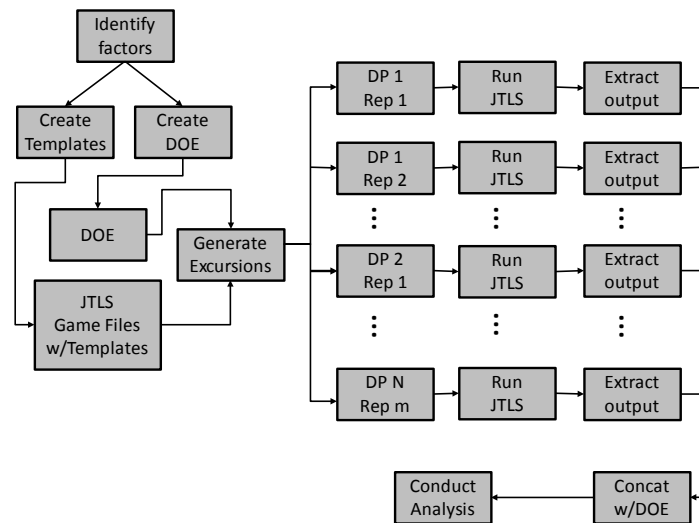 Identify
factors
Create
Templates
Create
DOE
DOE
Generate
Excursions
JTLS
Game Files
w/Templates
DP 1
Rep 1
Run
JTLS
Extract
output
DP 1
Rep 2
Run
JTLS
Extract
output
DP 2
Rep 1
Run
JTLS
Extract
output
DP N
Rep m
Run
JTLS
Extract
output
Conduct
Analysis
Concat
w/DOE